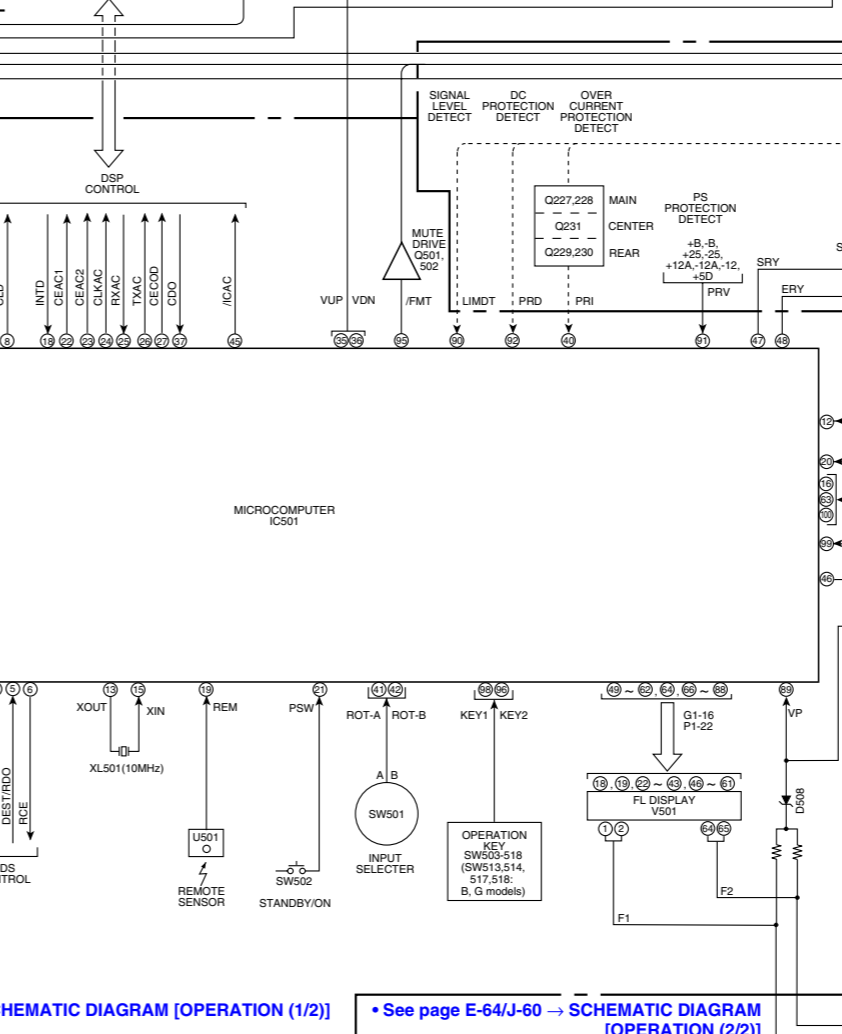 SIGNAL
LEVEL
DETECT
DC
PROTECTION
DETECT
OVER
CURRENT
PROTECTION
DETECT
DSP
CONTROL
Q227,228 MAIN
Q231 CENTER
Q229,230 REAR
PS
PROTECTION
DETECT
+B,-B,
+25,-25,
+12A,-12A,-12,
+5D
MUTE
DRIVE
Q501,
502
INTD
CEAC1
CEAC2
CLKAC
RXAC
TXAC
CECOD
CDO
/ICAC
VUP VDN
/FMT
LIMDT
PRD
PRI
PRV
SRY
ERY
8 18 22 23 24 25 26 27 37 45 35 36 95 90 92 40 91 47 48
12
20
16
63
100
99
46
MICROCOMPUTER
IC501
5 6 13 15 19 21 41 42 98 96 49 ~ 62 , 64 , 66 ~ 88 89
XOUT XIN
REM
PSW
ROT-A ROT-B
KEY1 KEY2
G1-16
P1-22
VP
XL501(10MHz)
DEST/RDO
RCE
A B
SW501
INPUT
SELECTER
U501
REMOTE
SENSOR
SW502
STANDBY/ON
OPERATION
KEY
SW503-518
(SW513,514,
517,518:
B, G models)
18 , 19 , 22 ~ 43 , 46 ~ 61
FL DISPLAY
V501
1 2 64 65
D508
F2
F1
HEMATIC DIAGRAM [OPERATION (1/2)]
• See page E-64/J-60 → SCHEMATIC DIAGRAM
[OPERATION (2/2)]